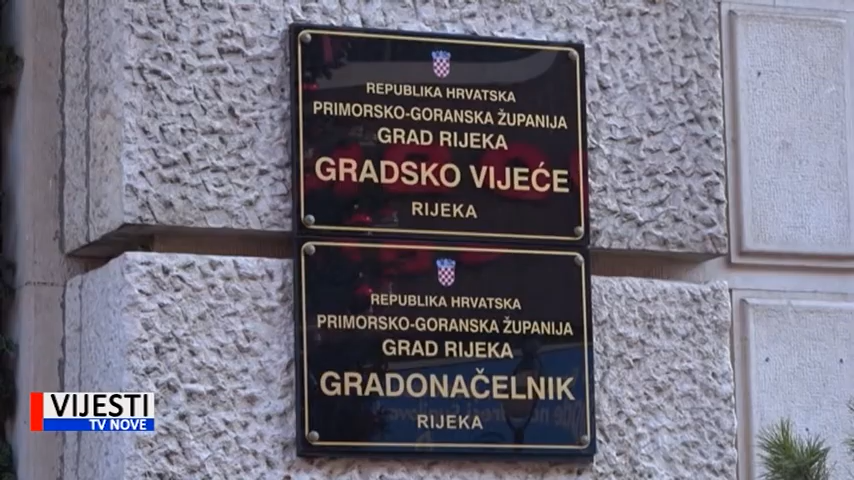 REPUBLIKA HRVATSKA
PRIMORSKO-GORANSKA ŽUPANIJA
GRAD RIJEKA
GRADSKO VIJEĆE
RIJEKA
REPUBLIKA HRVATSKA
PRIMORSKO-GORANSKA ŽUPANIJA
GRAD RIJEKA
GRADONAČELNIK
RIJEKA
VIJESTI
TV NOVE